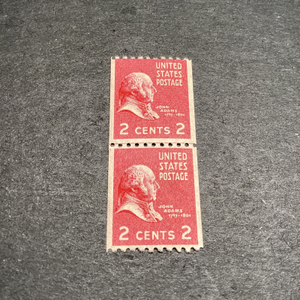 UNITED
STATES
POSTAGE
JOHN
ADAMS
2 CENTS 2
UNITED
STATES
POSTAGE
JOHN
ADAMS
2 CENTS 2